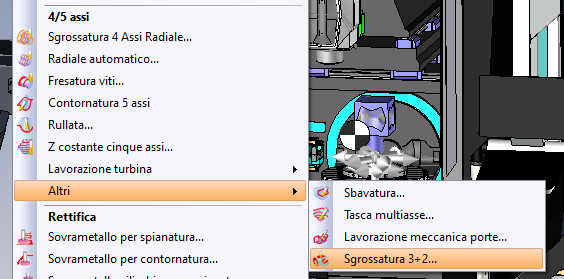 4/5 assi
Sgrossatura 4 Assi Radiale...
Radiale automatico...
Fresatura viti...
Contornatura 5 assi
Rullata...
Z costante cinque assi...
Lavorazione turbina
Altri
Sbavatura...
Tasca multiasse...
Lavorazione meccanica porte...
Sgrossatura 3+2...
Rettifica
Sovrametallo per spianatura...
Sovrametallo per contornatura...